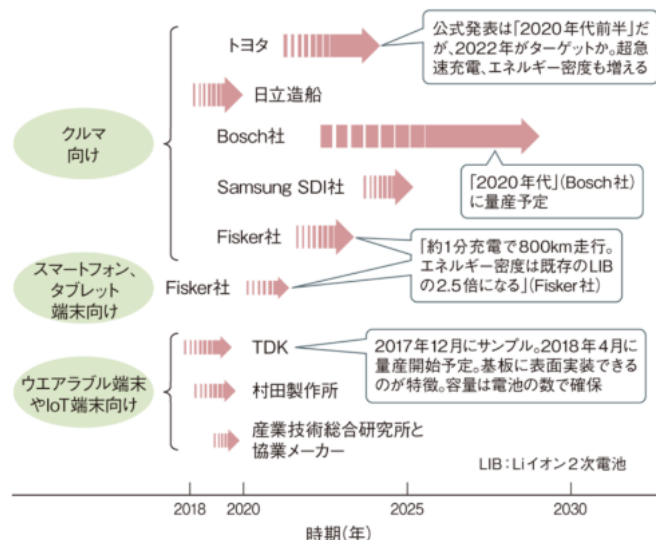 トヨタ
公式発表は「2020年代前半」だ
が、2022年がターゲットか。超急
速充電、エネルギー密度も増える
日立造船
クルマ
向け
Bosch社
Samsung SDI社
「2020年代」(Bosch社)
に量産予定
Fisker社
スマートフォン、
タブレット
端末向け
Fisker社
「約1分充電で800km走行。
エネルギー密度は既存のLIB
の2.5倍になる」(Fisker社)
TDK
2017年12月にサンプル。2018年4月に
量産開始予定。基板に表面実装できる
のが特徴。容量は電池の数で確保
ウエアラブル端末
やIoT端末向け
村田製作所
産業技術総合研究所と
協業メーカー
LIB：Liイオン2次電池
2018
2020
2025
2030
時期(年)